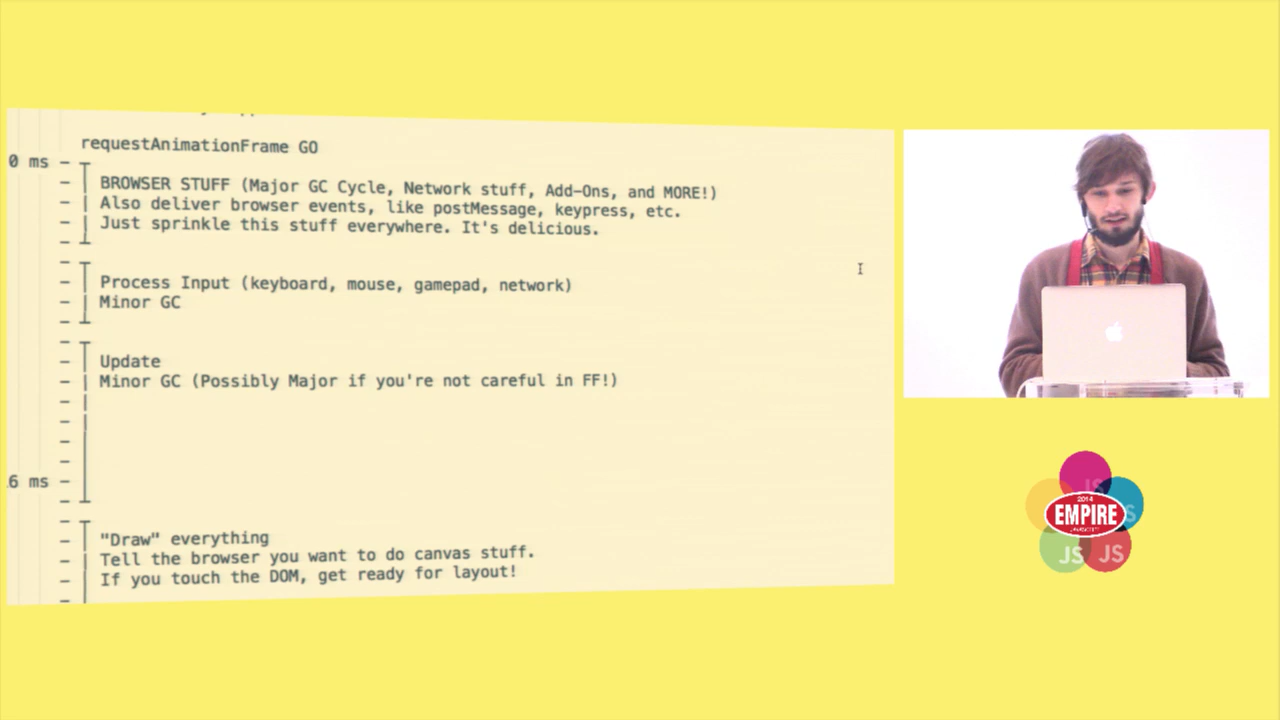 requestAnimationFrame GO
0 ms
BROWSER STUFF (Major GC Cycle, Network stuff, Add-Ons, and MORE!)
Also deliver browser events, like postMessage, keypress, etc.
Just sprinkle this stuff everywhere. It's delicious.
Process Input (keyboard, mouse, gamepad, network)
Minor GC
Update
Minor GC (Possibly Major if you're not careful in FF!)
6 ms
"Draw" everything
Tell the browser you want to do canvas stuff.
If you touch the DOM, get ready for layout!
JS
2014
EMPIRE
JS
JS